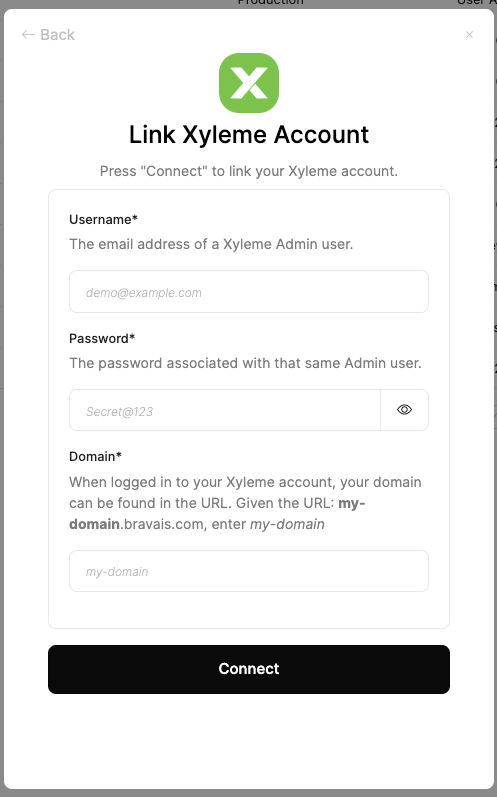 Production
User A
← Back
×
Link Xyleme Account
Press "Connect" to link your Xyleme account.
Username*
The email address of a Xyleme Admin user.
demo@example.com
Password*
The password associated with that same Admin user.
Secret@123
Domain*
When logged in to your Xyleme account, your domain
can be found in the URL. Given the URL: my-
domain.bravais.com, enter my-domain
my-domain
Connect